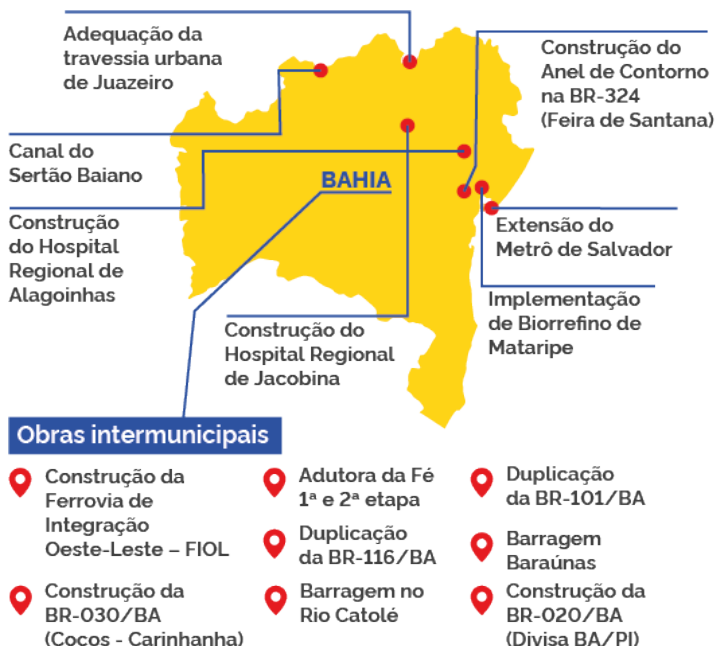 Adequação da
travessia urbana
de Juazeiro
Construção do
Anel de Contorno
na BR-324
(Feira de Santana)
Canal do
Sertão Baiano
BAHIA
Construção
do Hospital
Regional de
Alagoinhas
Extensão do
Metrô de Salvador
Implementação
de Biorrefino de
Mataripe
Construção do
Hospital Regional
de Jacobina
Obras intermunicipais
Construção da
Ferrovia de
Integração
Oeste-Leste – FIOL
Adutora da Fé
1ª e 2ª etapa
Duplicação
da BR-101/BA
Duplicação
da BR-116/BA
Barragem
Baraúnas
Construção da
BR-030/BA
(Cocos - Carinhanha)
Barragem no
Rio Catolé
Construção da
BR-020/BA
(Divisa BA/PI)